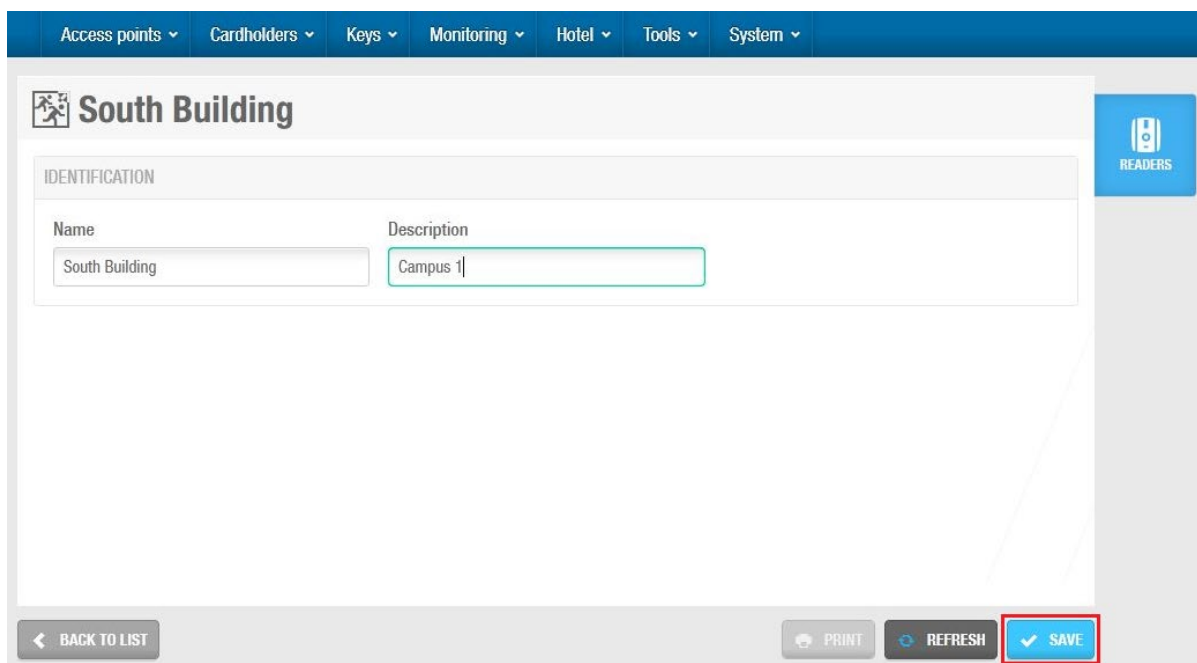 Access points Cardholders Keys Monitoring Hotel Tools System
South Building
READERS
IDENTIFICATION
Name Description
South Building Campus 1
BACK TO LIST PRINT REFRESH SAVE